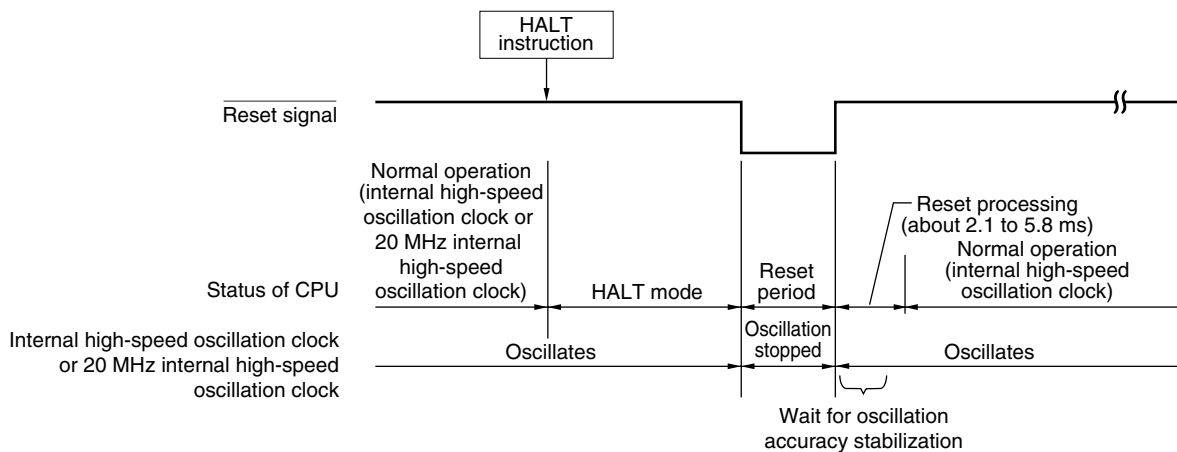 HALT
instruction
Reset signal
Normal operation
(internal high-speed
oscillation clock or
20 MHz internal
high-speed
oscillation clock)
Reset processing
(about 2.1 to 5.8 ms)
Normal operation
(internal high-speed
oscillation clock)
Status of CPU
HALT mode
Reset
period
Internal high-speed oscillation clock
or 20 MHz internal high-speed
oscillation clock
Oscillates
Oscillation
stopped
Oscillates
Wait for oscillation
accuracy stabilization